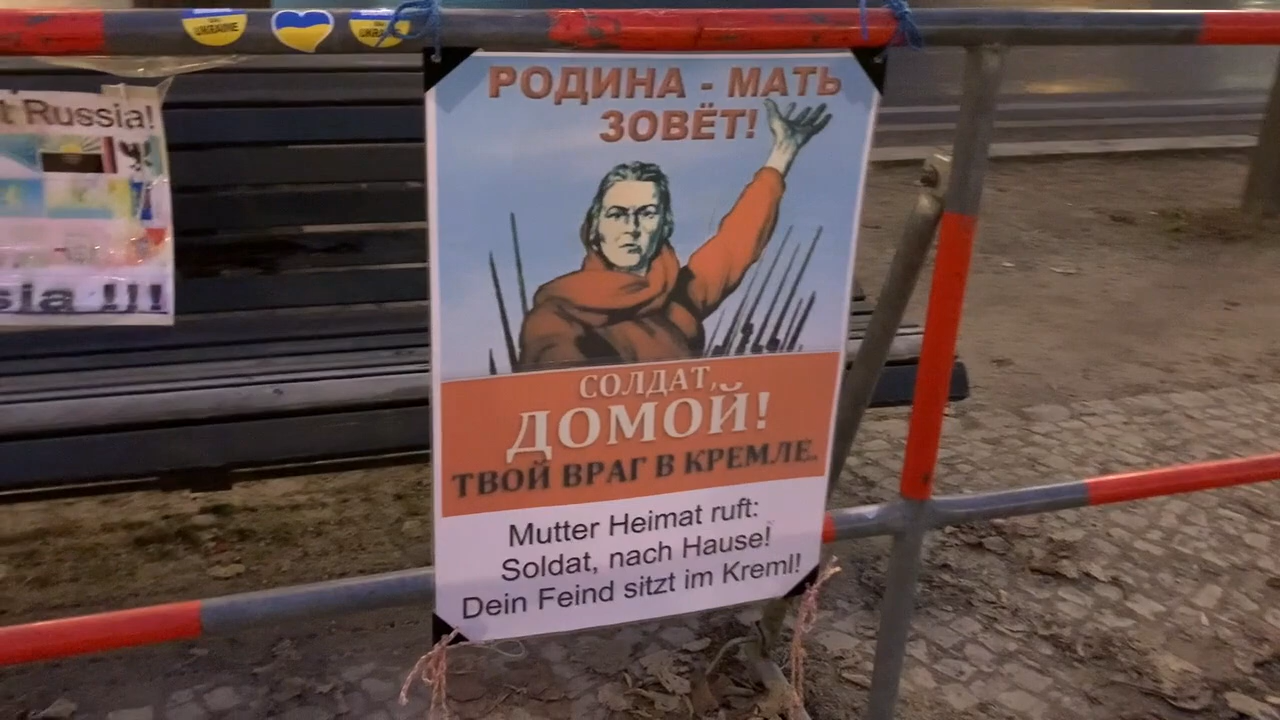 UKRAINE
UKRAINE
t Russia!
sia !!!
РОДИНА - МАТЬ
ЗОВЁТ!
СОЛДАТ,
ДОМОЙ!
ТВОЙ ВРАГ В КРЕМЛЕ.
Mutter Heimat ruft:
Soldat, nach Hause!
Dein Feind sitzt im Kreml!